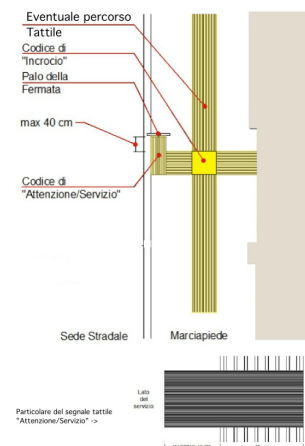 Eventuale percorso
Tattile
Codice di
"Incrocio"
Palo della
Fermata
max 40 cm
Codice di
"Attenzione/Servizio"
Sede Stradale
Marciapiede
Lato
del
servizio
Particolare del segnale tattile
"Attenzione/Servizio" ->